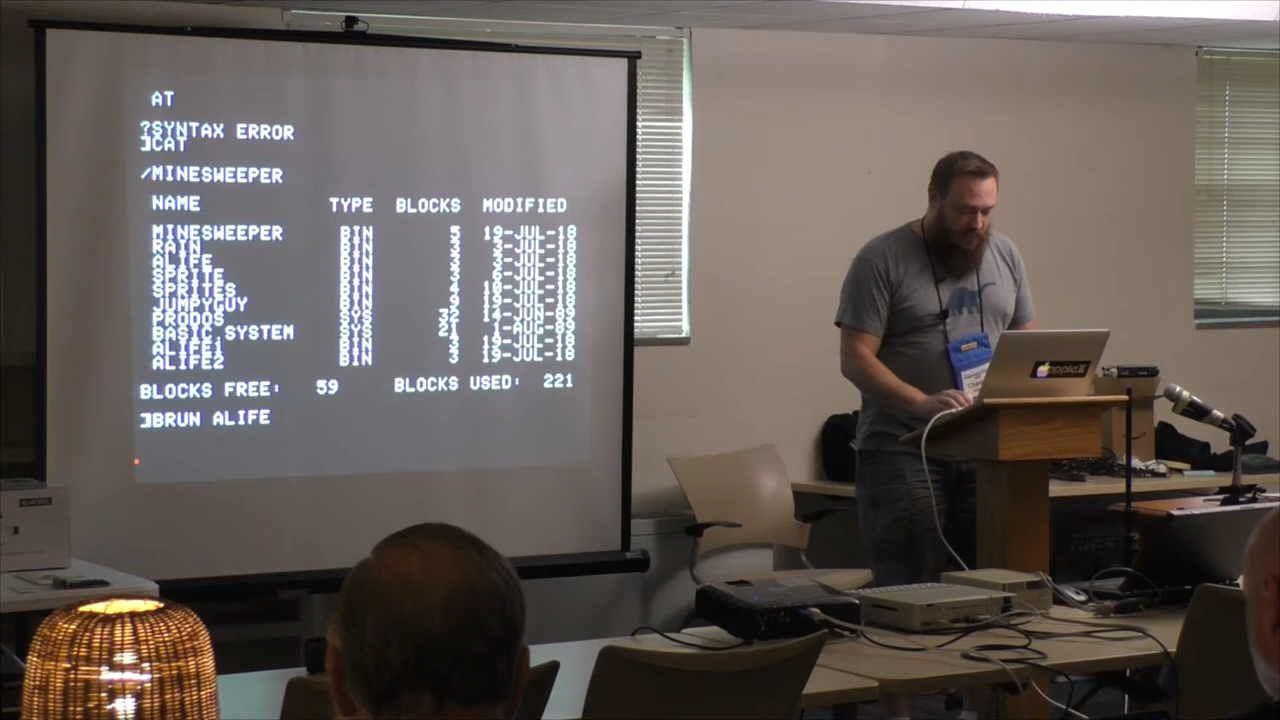 AT
?SYNTAX ERROR
]CAT
/MINESWEEPER
NAME TYPE BLOCKS MODIFIED
MINESWEEPER BIN 5 19-JUL-18
RAIN BIN 3 3-JUL-18
ALIFE BIN 3 3-JUL-18
SPRITE BIN 3 6-JUL-18
SPRITES BIN 4 16-JUL-18
JUMPYGUY BIN 9 19-JUL-18
PRODOS SYS 32 14-JUN-89
BASIC.SYSTEM SYS 21 1-AUG-89
ALIFE1 BIN 3 19-JUL-18
ALIFE2 BIN 3 19-JUL-18
BLOCKS FREE: 59 BLOCKS USED: 221
]BRUN ALIFE
apple II